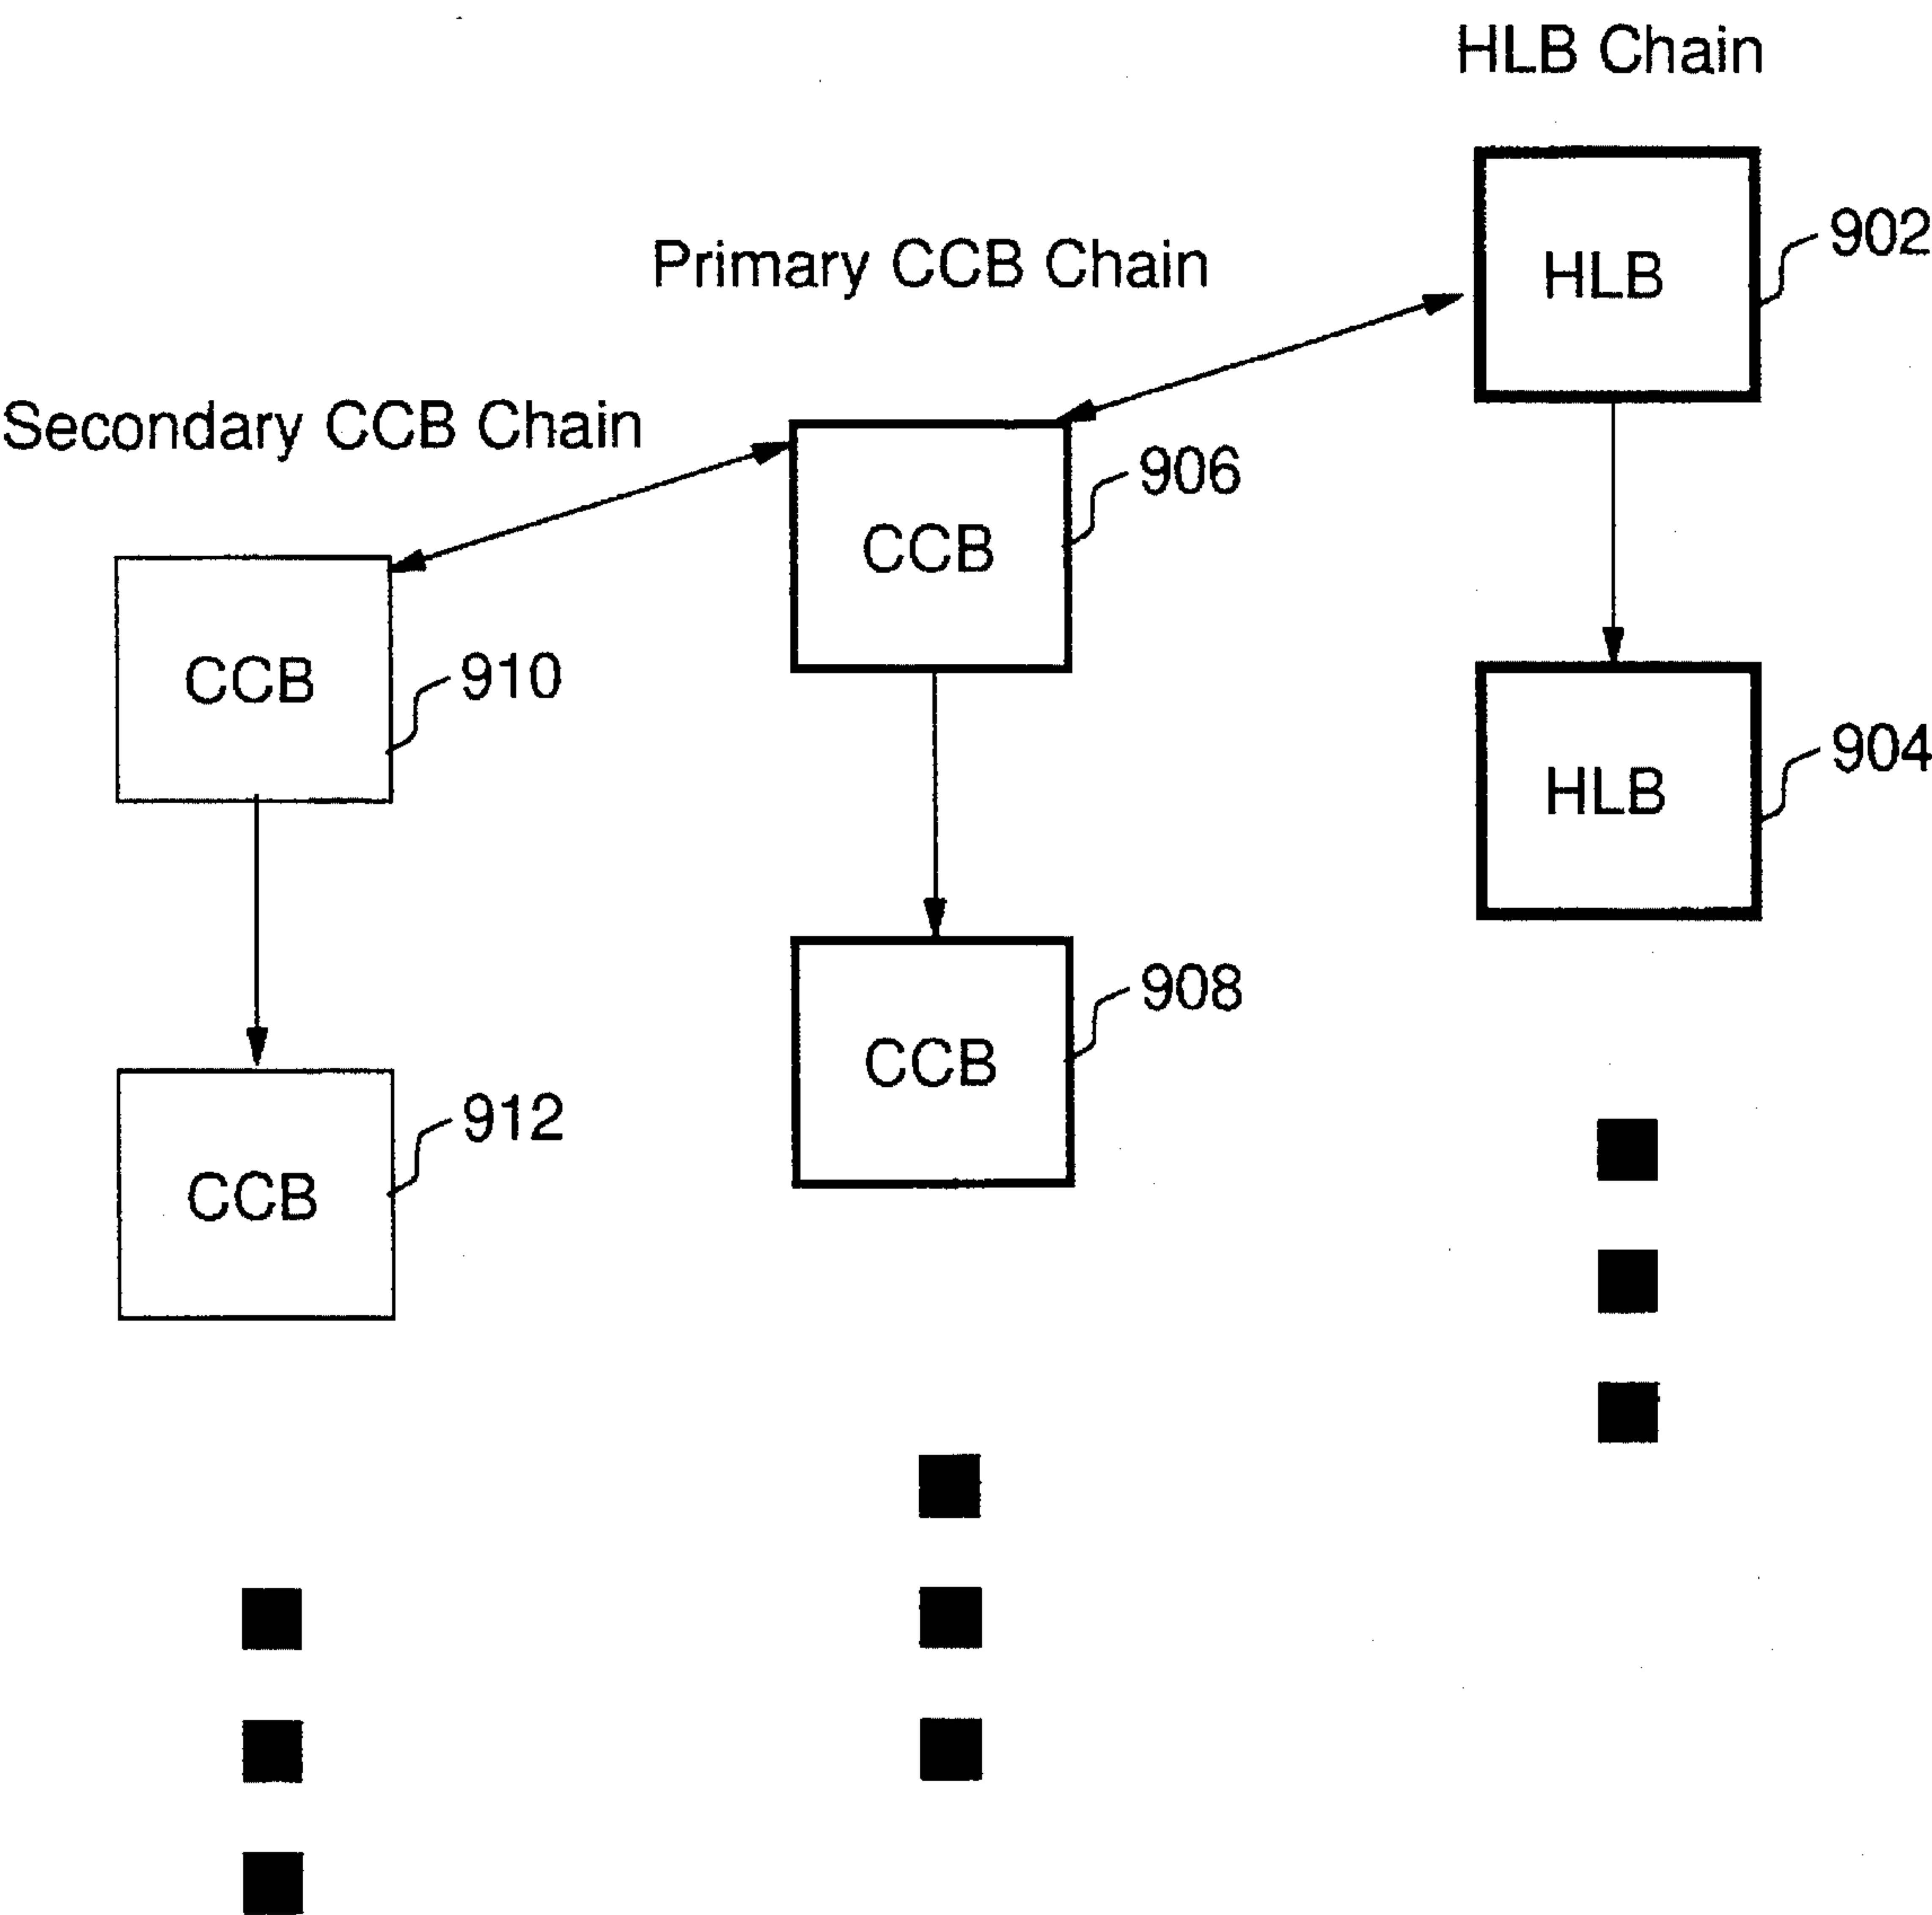 HLB Chain
HLB
902
Primary CCB Chain
Secondary CCB Chain
906
CCB
CCB
910
904
HLB
908
CCB
912
CCB